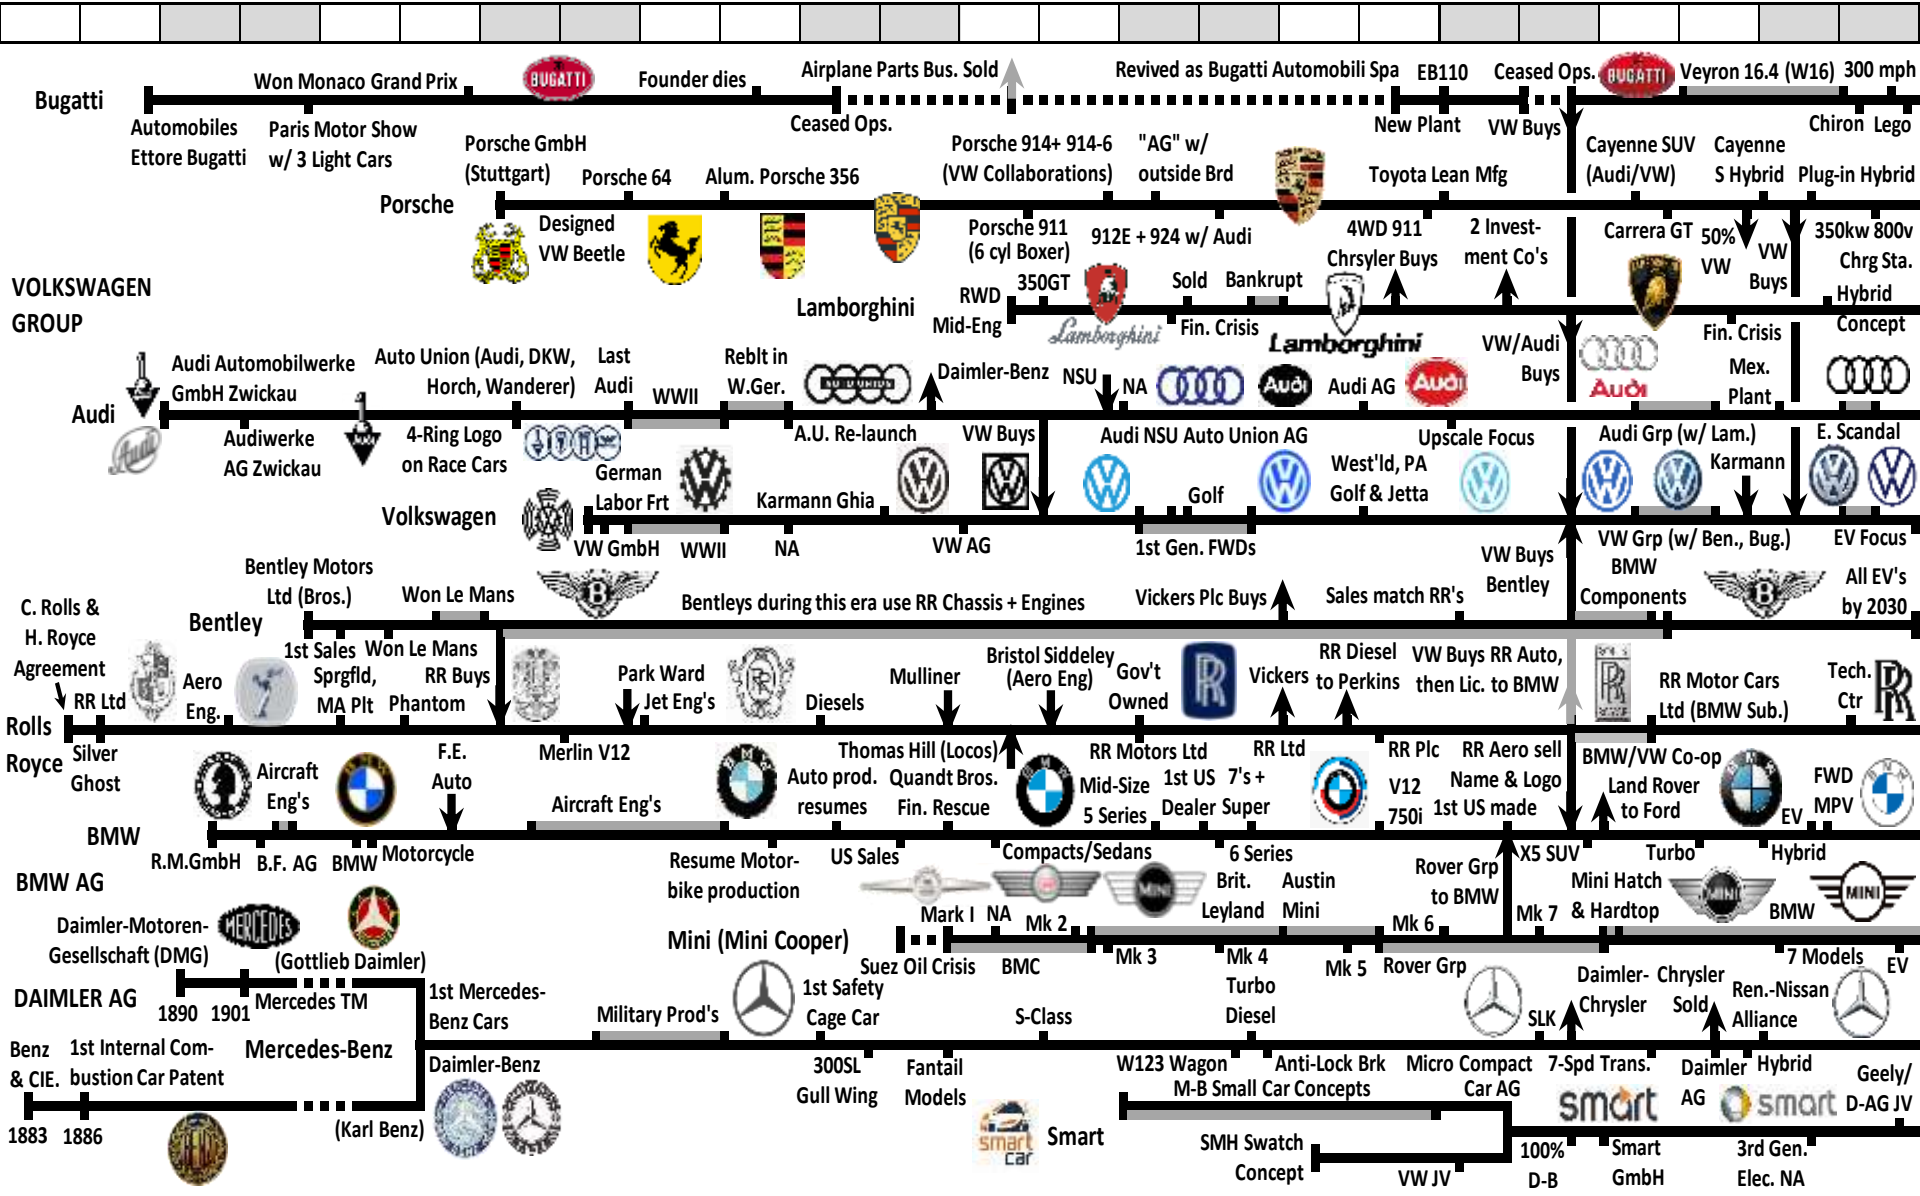 Won Monaco Grand Prix
BUGATTI
Founder dies
Airplane Parts Bus. Sold
Revived as Bugatti Automobili Spa
EB110
Ceased Ops.
BUGATTI
Veyron 16.4 (W16)
300 mph
Bugatti
Automobiles
Ettore Bugatti
Paris Motor Show
w/ 3 Light Cars
Ceased Ops.
New Plant
VW Buys
Chiron
Lego
Porsche GmbH
(Stuttgart)
Porsche 64
Alum. Porsche 356
Porsche 914+ 914-6
(VW Collaborations)
"AG" w/
outside Brd
Toyota Lean Mfg
Cayenne SUV
(Audi/VW)
Cayenne
S Hybrid
Plug-in Hybrid
Porsche
Designed
VW Beetle
Porsche 911
(6 cyl Boxer)
912E + 924 w/ Audi
4WD 911
Chrsyler Buys
2 Invest-
ment Co's
Carrera GT
50%
VW
VW
Buys
350kw 800v
Chrg Sta.
VOLKSWAGEN
GROUP
Lamborghini
RWD
Mid-Eng
350GT
Sold
Bankrupt
Hybrid
Concept
Lamborghini
Fin. Crisis
Lamborghini
VW/Audi
Buys
Fin. Crisis
Audi Automobilwerke
GmbH Zwickau
Auto Union (Audi, DKW,
Horch, Wanderer)
Last
Audi
WWII
Reblt in
W.Ger.
AUTO UNION
Daimler-Benz
NSU
NA
Audi
Audi AG
Audi
Audi
Mex.
Plant
Audi
Audi
Audiwerke
AG Zwickau
4-Ring Logo
on Race Cars
A.U. Re-launch
VW Buys
Audi NSU Auto Union AG
Upscale Focus
Audi Grp (w/ Lam.)
E. Scandal
Volkswagen
German
Labor Frt
Karmann Ghia
Golf
West'ld, PA
Golf & Jetta
Karmann
VW GmbH
WWII
NA
VW AG
1st Gen. FWDs
VW Buys
Bentley
VW Grp (w/ Ben., Bug.)
EV Focus
Bentley Motors
Ltd (Bros.)
Won Le Mans
B
Bentleys during this era use RR Chassis + Engines
Vickers Plc Buys
Sales match RR's
BMW
Components
B
All EV's
by 2030
Bentley
1st Sales
Won Le Mans
C. Rolls &
H. Royce
Agreement
RR Ltd
Aero
Eng.
Sprgfld,
MA Plt
Phantom
RR Buys
Park Ward
Jet Eng's
RR
Diesels
Mulliner
Bristol Siddeley
(Aero Eng)
Gov't
Owned
RR
Vickers
RR Diesel
to Perkins
VW Buys RR Auto,
then Lic. to BMW
RR
RR Motor Cars
Ltd (BMW Sub.)
Tech.
Ctr
RR
Rolls
Royce
Silver
Ghost
Merlin V12
Thomas Hill (Locos)
RR Motors Ltd
RR Ltd
RR Plc
RR Aero sell
Name & Logo
BMW/VW Co-op
Aircraft
Eng's
BMW
F.E.
Auto
Aircraft Eng's
BMW
Auto prod.
resumes
Quandt Bros.
Fin. Rescue
BMW
Mid-Size
5 Series
1st US
Dealer
7's +
Super
V12
750i
1st US made
Land Rover
to Ford
EV
FWD
MPV
BMW
R.M.GmbH
B.F. AG
BMW
Motorcycle
Resume Motor-
bike production
US Sales
Compacts/Sedans
6 Series
X5 SUV
Turbo
Hybrid
BMW AG
Mini (Mini Cooper)
Mark I
NA
Mk 2
MINI
Brit.
Leyland
Austin
Mini
Rover Grp
to BMW
Mk 6
Mk 7
Mini Hatch
& Hardtop
MINI
BMW
MINI
Suez Oil Crisis
BMC
Mk 3
Mk 4
Mk 5
Rover Grp
7 Models
EV
Daimler-Motoren-
Gesellschaft (DMG)
MERCEDES
(Gottlieb Daimler)
DAIMLER AG
1890
1901
Mercedes TM
1st Mercedes-
Benz Cars
Military Prod's
1st Safety
Cage Car
S-Class
Turbo
Diesel
SLK
Daimler-
Chrysler
Chrysler
Sold
Ren.-Nissan
Alliance
Mercedes-Benz
Benz
& CIE.
1st Internal Com-
bustion Car Patent
Daimler-Benz
300SL
Gull Wing
Fantail
Models
W123 Wagon
Anti-Lock Brk
Micro Compact
Car AG
7-Spd Trans.
Daimler
AG
Hybrid
1883
1886
BENZ
(Karl Benz)
smart
car
Smart
M-B Small Car Concepts
smart
smart
Geely/
D-AG JV
SMH Swatch
Concept
VW JV
100%
D-B
Smart
GmbH
3rd Gen.
Elec. NA